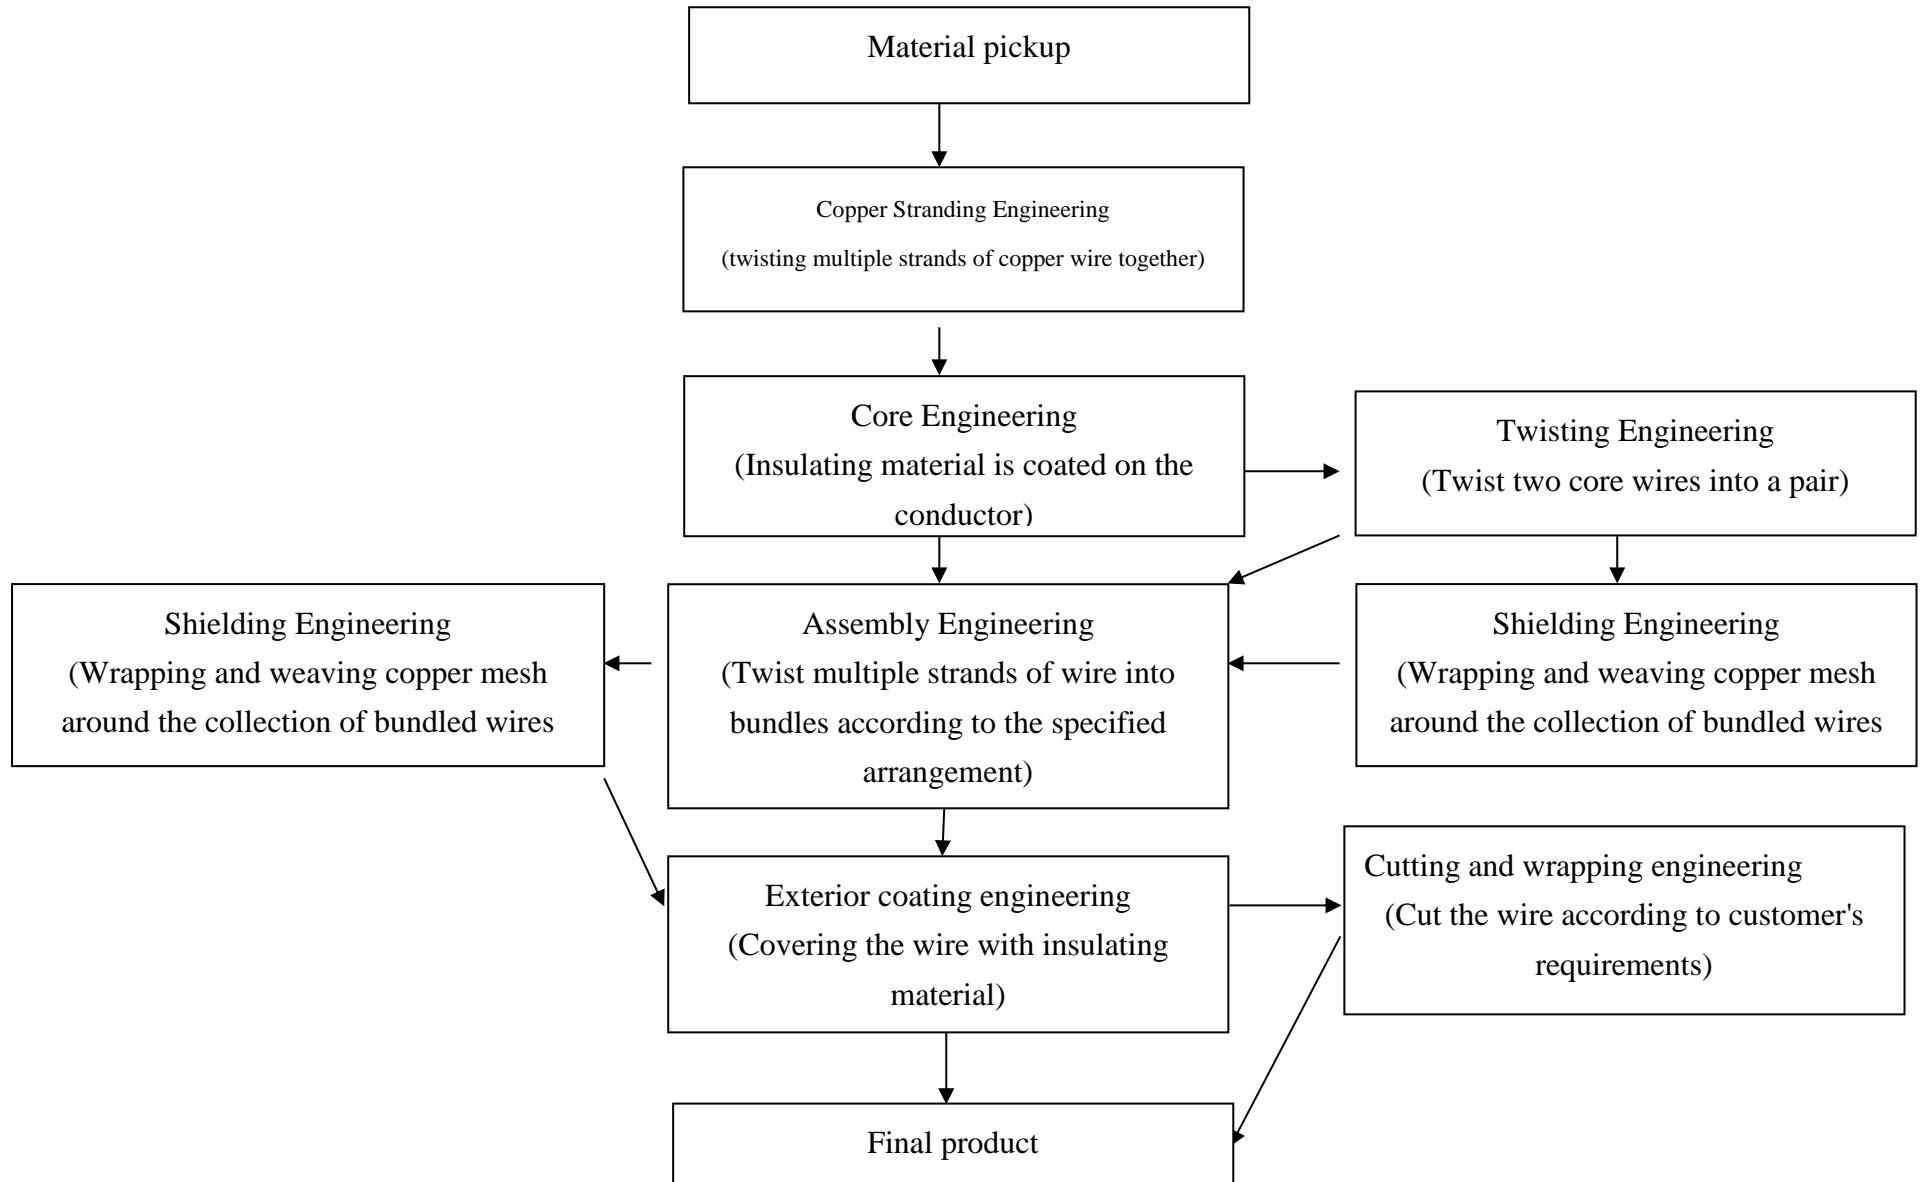 Material pickup
Copper Stranding Engineering
(twisting multiple strands of copper wire together)
Core Engineering
(Insulating material is coated on the
conductor)
Twisting Engineering
(Twist two core wires into a pair)
Shielding Engineering
(Wrapping and weaving copper mesh
around the collection of bundled wires
Assembly Engineering
(Twist multiple strands of wire into
bundles according to the specified
arrangement)
Shielding Engineering
(Wrapping and weaving copper mesh
around the collection of bundled wires
Exterior coating engineering
(Covering the wire with insulating
material)
Cutting and wrapping engineering
(Cut the wire according to customer's
requirements)
Final product